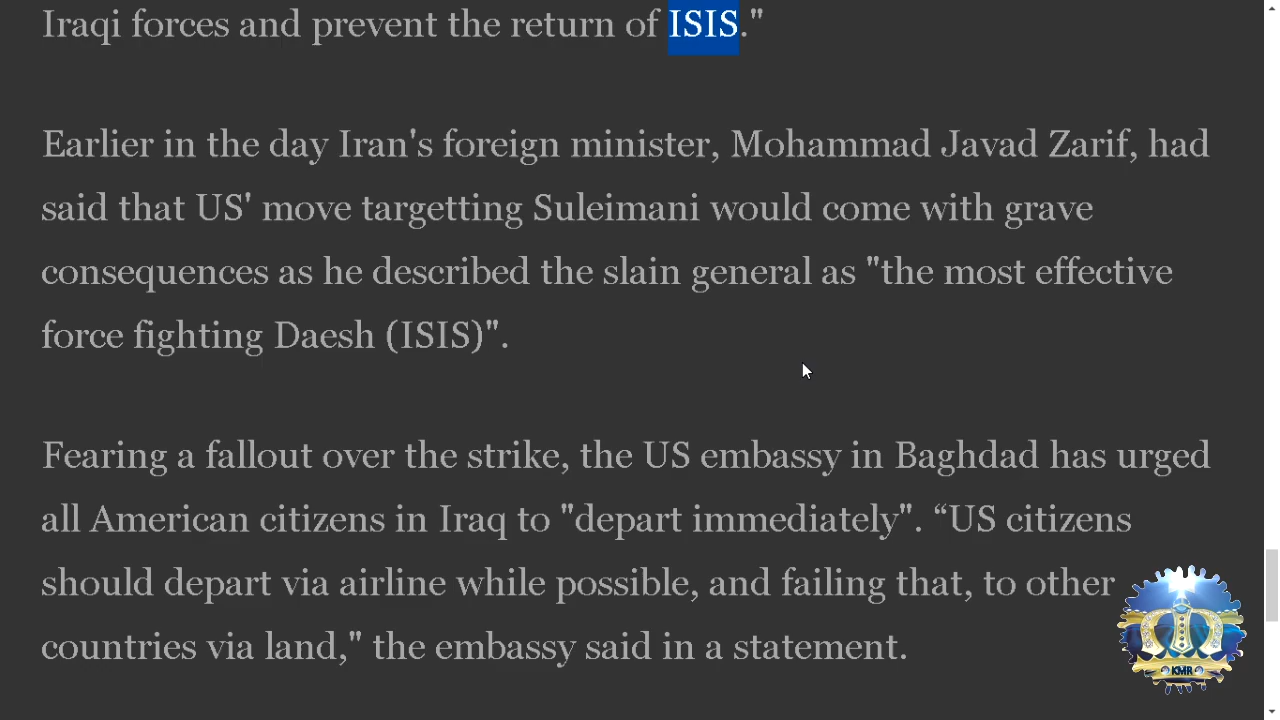 Iraqi forces and prevent the return of ISIS."
Earlier in the day Iran's foreign minister, Mohammad Javad Zarif, had
said that US' move targetting Suleimani would come with grave
consequences as he described the slain general as "the most effective
force fighting Daesh (ISIS)".
Fearing a fallout over the strike, the US embassy in Baghdad has urged
all American citizens in Iraq to "depart immediately". “US citizens
should depart via airline while possible, and failing that, to other
countries via land," the embassy said in a statement.
KMR